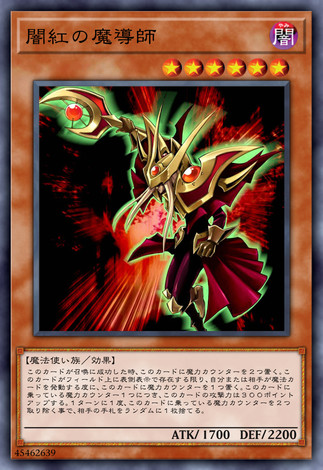 闇紅の魔導師
やみ
闇
【魔法使い族／効果】
このカードが召喚に成功した時、このカードに魔力カウンターを２つ置く。こ
のカードがフィールド上に表側表示で存在する限り、自分または相手が魔法カ
ードを発動する度に、このカードに魔力カウンターを１つ置く。このカードに
乗っている魔力カウンター１つにつき、このカードの攻撃力は３００ポイント
アップする。１ターンに１度、このカードに乗っている魔力カウンターを２つ
取り除く事で、相手の手札をランダムに１枚捨てる。
ATK/1700 DEF/2200
45462639